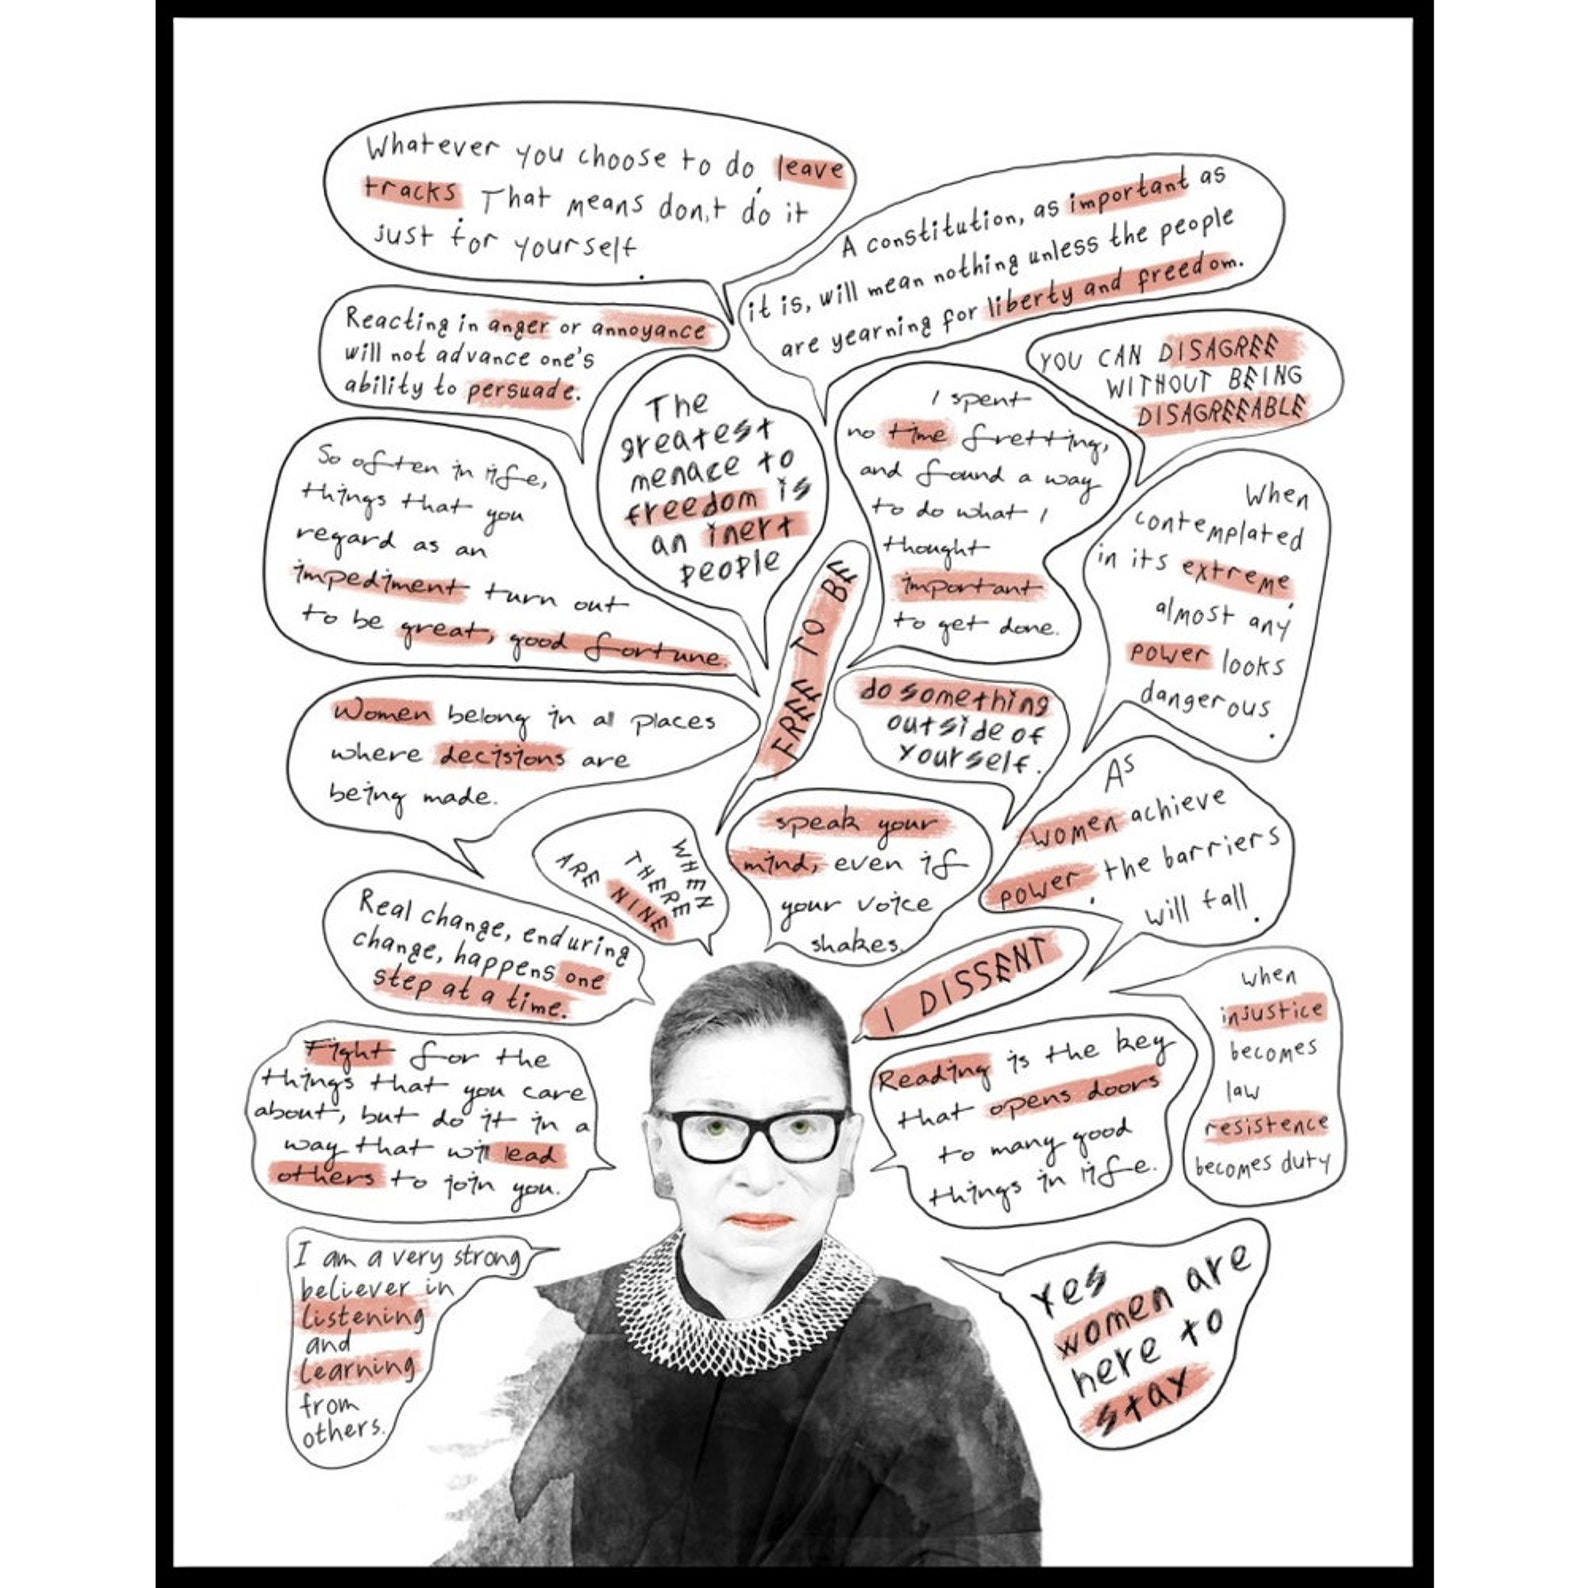 Whatever you choose to do, leave
tracks. That means don't do it
just for yourself.
A constitution, as important as
it is, will mean nothing unless the people
are yearning for liberty and freedom.
Reacting in anger or annoyance
will not advance one's
ability to persuade.
YOU CAN DISAGREE
WITHOUT BEING
DISAGREEABLE
The
greatest
menace to
freedom is
an inert
people
I spent
no time fretting,
and found a way
to do what I
thought
important
to get done.
So often in life,
things that you
regard as an
impediment turn out
to be great, good fortune.
When
contemplated
in its extreme,
almost any
power looks
dangerous.
FREE TO BE
do something
outside of
yourself.
Women belong in all places
where decisions are
being made.
As
women achieve
power, the barriers
will fall.
speak your
mind, even if
your voice
shakes.
WHEN
THERE
ARE NINE
Real change, enduring
change, happens one
step at a time.
I DISSENT
when
injustice
becomes
law
resistence
becomes duty
Fight for the
things that you care
about, but do it in a
way that will lead
others to join you.
Reading is the key
that opens doors
to many good
things in life.
I am a very strong
believer in
listening
and
learning
from
others.
Yes
women are
here to
stay